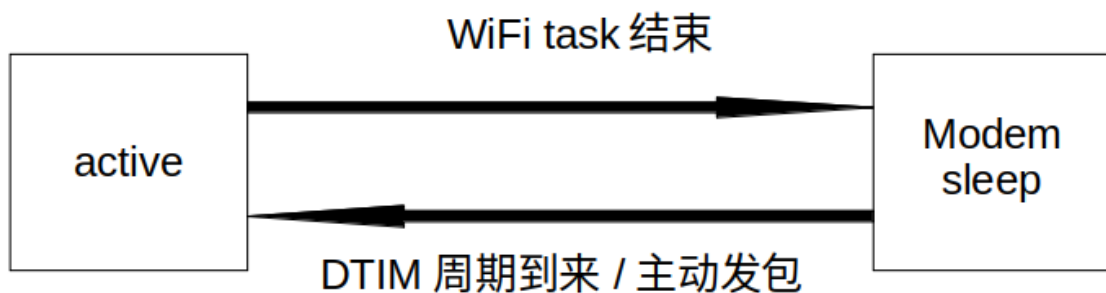 WiFi task 结束
active
Modem
sleep
DTIM 周期到来 / 主动发包